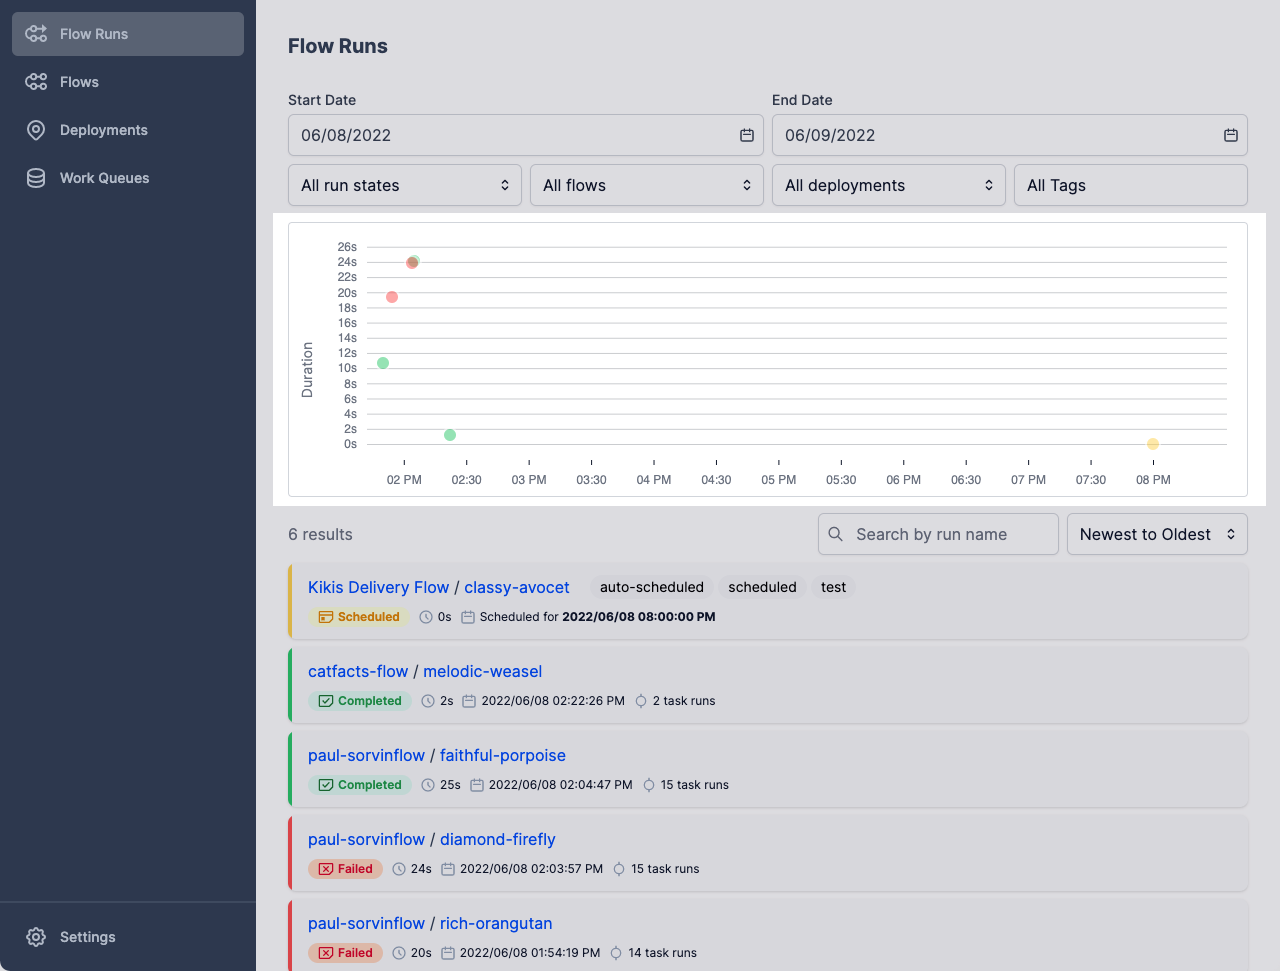 Flow Runs
Flows
Deployments
Work Queues
Settings
Flow Runs
Start Date
End Date
06/08/2022
06/09/2022
All run states
All flows
All deployments
All Tags
Duration
26s
24s
22s
20s
18s
16s
14s
12s
10s
8s
6s
4s
2s
0s
02 PM 02:30 03 PM 03:30 04 PM 04:30 05 PM 05:30 06 PM 06:30 07 PM 07:30 08 PM
6 results
Search by run name
Newest to Oldest
Kikis Delivery Flow / classy-avocet auto-scheduled scheduled test
Scheduled 0s Scheduled for 2022/06/08 08:00:00 PM
catfacts-flow / melodic-weasel
Completed 2s 2022/06/08 02:22:26 PM 2 task runs
paul-sorvinflow / faithful-porpoise
Completed 25s 2022/06/08 02:04:47 PM 15 task runs
paul-sorvinflow / diamond-firefly
Failed 24s 2022/06/08 02:03:57 PM 15 task runs
paul-sorvinflow / rich-orangutan
Failed 20s 2022/06/08 01:54:19 PM 14 task runs